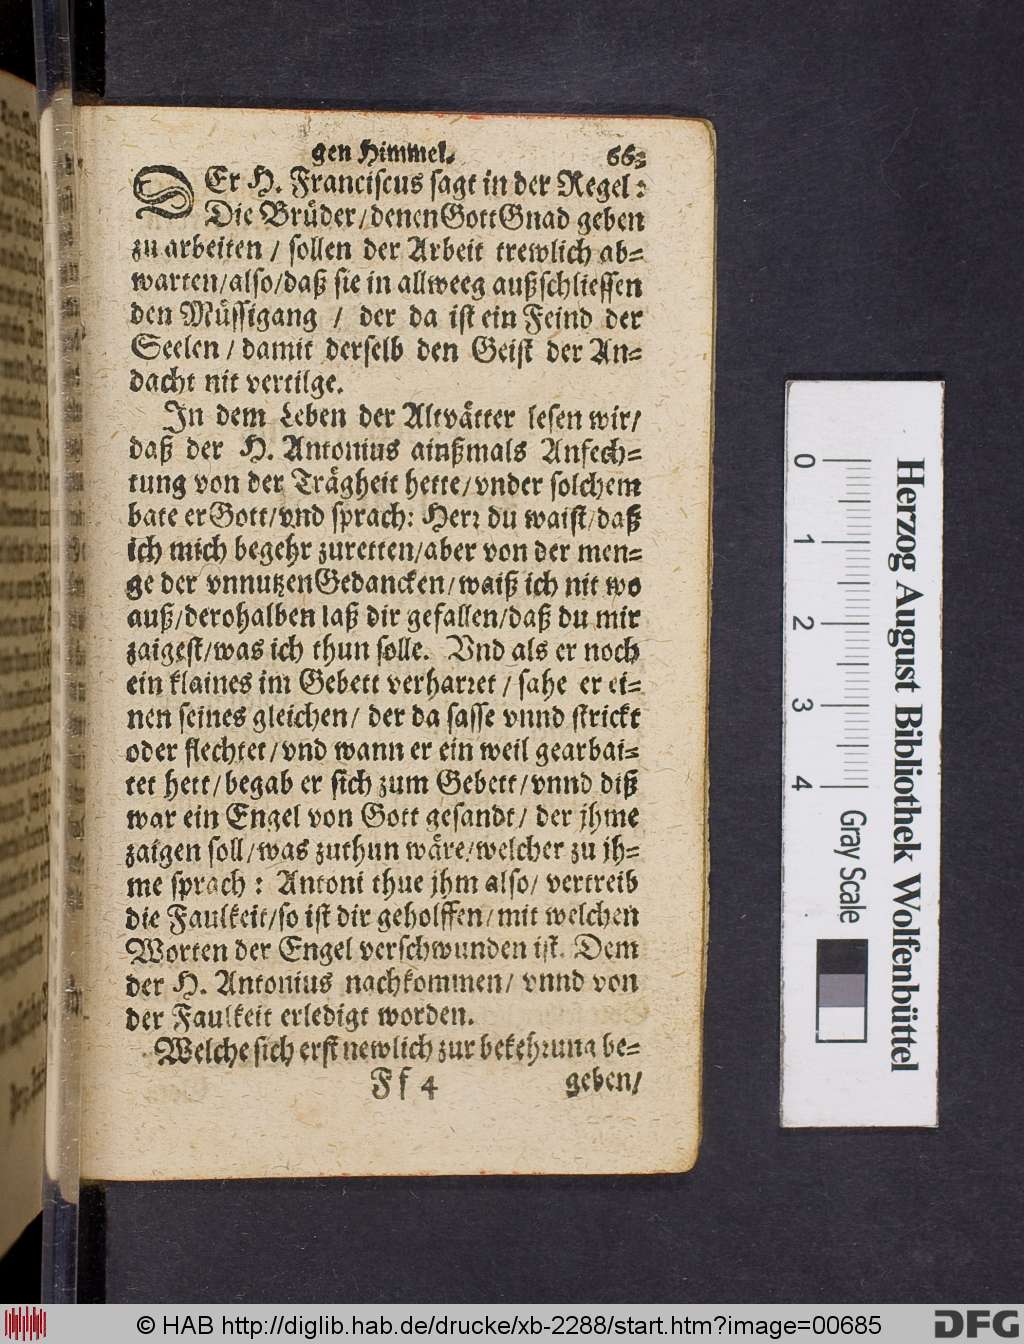 gen Himmel. 663
DEr H. Franciscus sagt in der Regel:
Die Brüder/denen Gott Gnad geben
zu arbeiten / sollen der Arbeit trewlich ab=
warten/also/daß sie in allweeg außschliessen
den Müssigang / der da ist ein Feind der
Seelen / damit derselb den Geist der An=
dacht nit vertilge.
In dem Leben der Altvätter lesen wir/
daß der H. Antonius ainßmals Anfech=
tung von der Trägheit hette/vnder solchem
bate er Gott/vnd sprach: Herr du waist/daß
ich mich begehr zuretten/aber von der men=
ge der vnnutzen Gedancken/waiß ich nit wo
auß/derohalben laß dir gefallen/daß du mir
zaigest/was ich thun solle. Vnd als er noch
ein klaines im Gebett verharret / sahe er ei=
nen seines gleichen/ der da sasse vnnd strickt
oder flechtet/vnd wann er ein weil gearbai=
tet hett/begab er sich zum Gebett/vnnd diß
war ein Engel von Gott gesandt/ der jhme
zaigen soll/was zuthun wäre/welcher zu jh=
me sprach: Antoni thue jhm also/ vertreib
die Faulkeit/so ist dir geholffen/mit welchen
Worten der Engel verschwunden ist. Dem
der H. Antonius nachkommen/ vnnd von
der Faulkeit erledigt worden.
Welche sich erst newlich zur bekehrung be=
Ff 4 geben/
0 1 2 3 4
Gray Scale
Herzog August Bibliothek Wolfenbüttel
© HAB http://diglib.hab.de/drucke/xb-2288/start.htm?image=00685
DFG